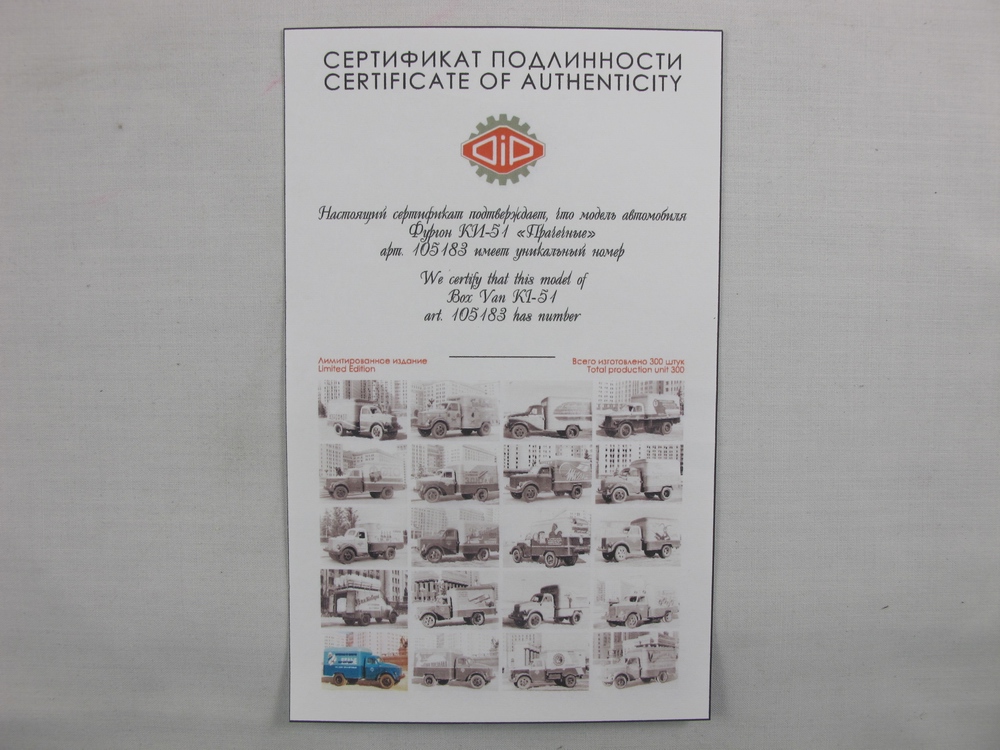 СЕРТИФИКАТ ПОДЛИННОСТИ
CERTIFICATE OF AUTHENTICITY
DiP
Настоящий сертификат подтверждает, что модель автомобиля
Фургон КИ-51 «Прачечные»
арт. 105183 имеет уникальный номер
We certify that this model of
Box Van KI-51
art. 105183 has number
Лимитированное издание
Limited Edition
Всего изготовлено 300 штук
Total production unit 300